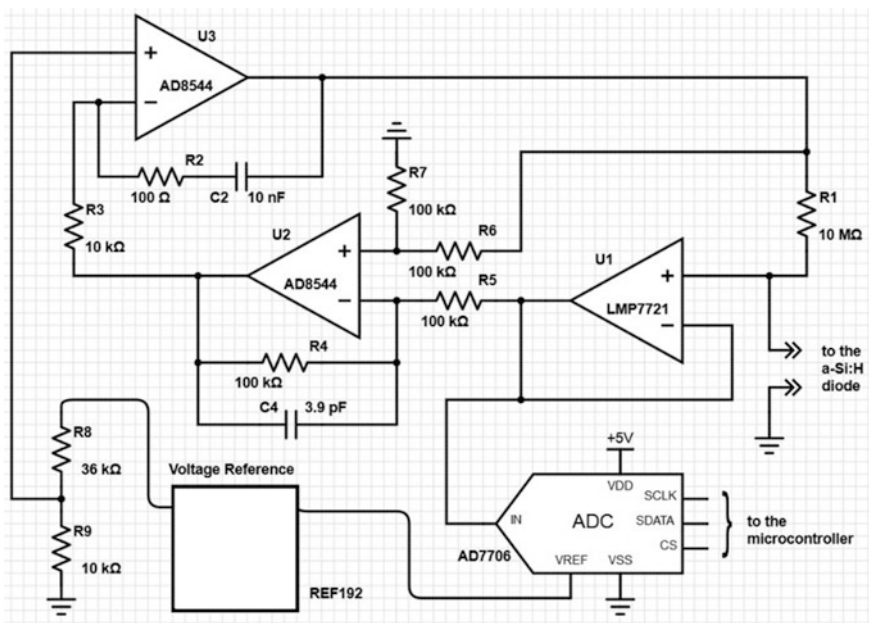 U3
+
AD8544
−
R2
100 Ω
C2
10 nF
R3
10 kΩ
R7
100 kΩ
U2
+
AD8544
−
R6
100 kΩ
R5
100 kΩ
R1
10 MΩ
U1
+
LMP7721
−
to the
a-Si:H
diode
R4
100 kΩ
C4
3.9 pF
R8
36 kΩ
R9
10 kΩ
Voltage Reference
REF192
+5V
VDD
SCLK
IN
ADC
SDATA
CS
AD7706
VREF
VSS
to the
microcontroller